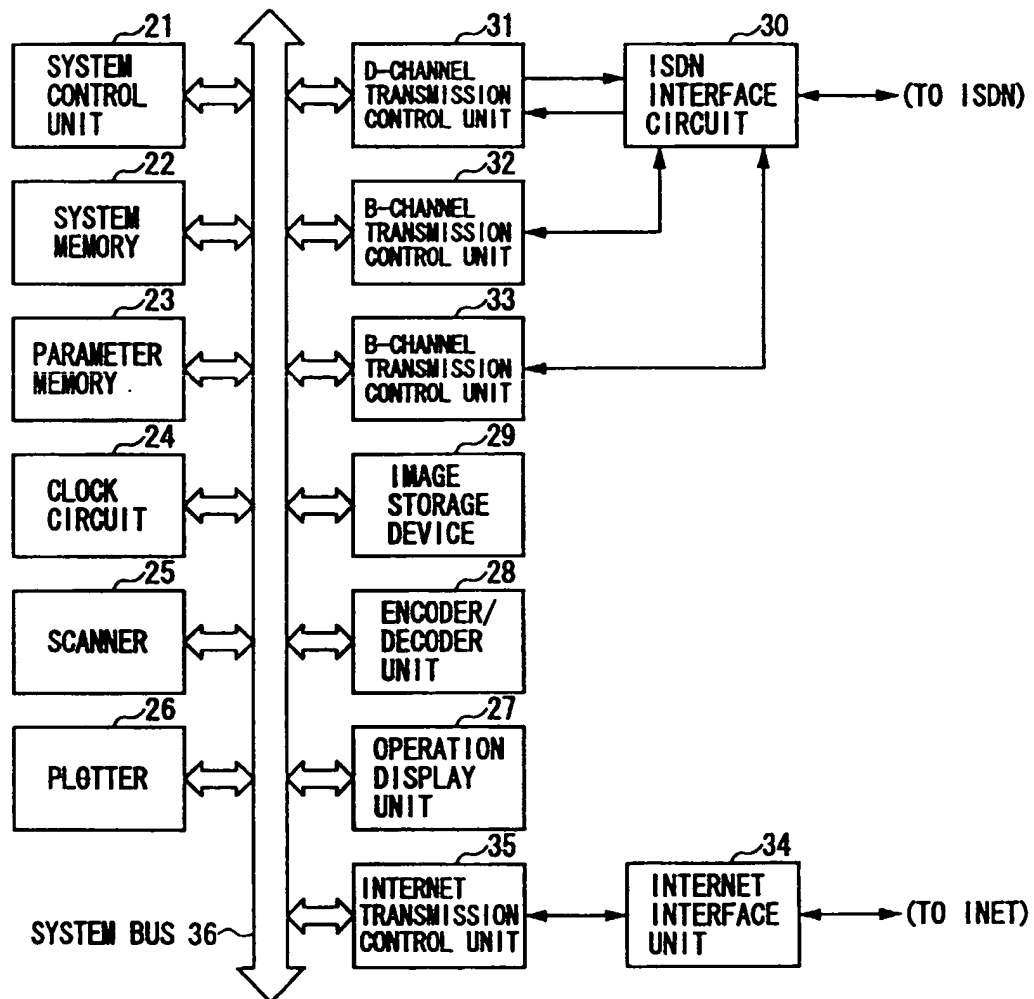 21
SYSTEM
CONTROL
UNIT
22
SYSTEM
MEMORY
23
PARAMETER
MEMORY
24
CLOCK
CIRCUIT
25
SCANNER
26
PLOTTER
SYSTEM BUS 36
31
D-CHANNEL
TRANSMISSION
CONTROL UNIT
32
B-CHANNEL
TRANSMISSION
CONTROL UNIT
33
B-CHANNEL
TRANSMISSION
CONTROL UNIT
29
IMAGE
STORAGE
DEVICE
28
ENCODER/
DECODER
UNIT
27
OPERATION
DISPLAY
UNIT
35
INTERNET
TRANSMISSION
CONTROL UNIT
30
ISDN
INTERFACE
CIRCUIT
(TO ISDN)
34
INTERNET
INTERFACE
UNIT
(TO INET)